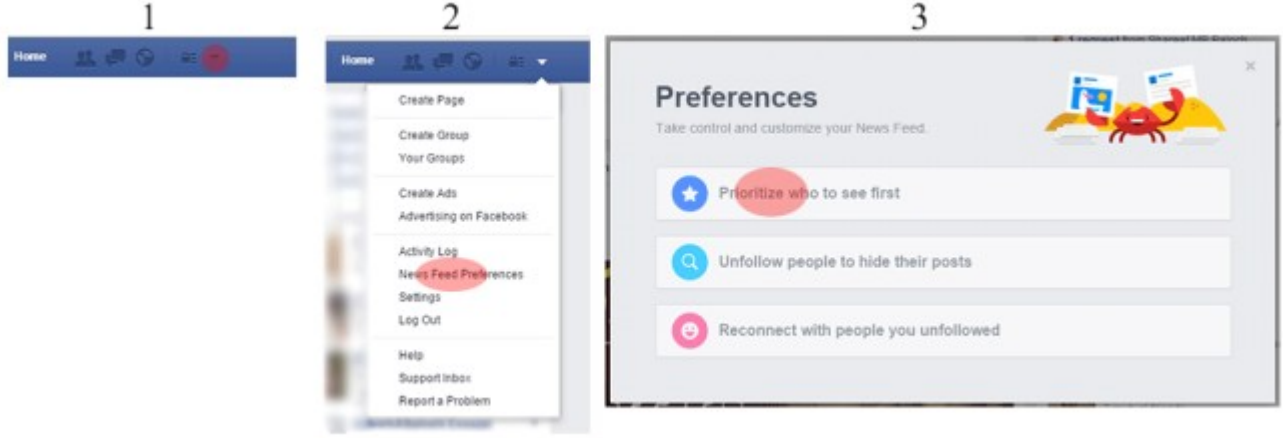 1
2
3
Home
Home
Create Page
Create Group
Your Groups
Create Ads
Advertising on Facebook
Activity Log
News Feed Preferences
Settings
Log Out
Help
Support Inbox
Report a Problem
Preferences
Take control and customize your News Feed.
Prioritize who to see first
Unfollow people to hide their posts
Reconnect with people you unfollowed